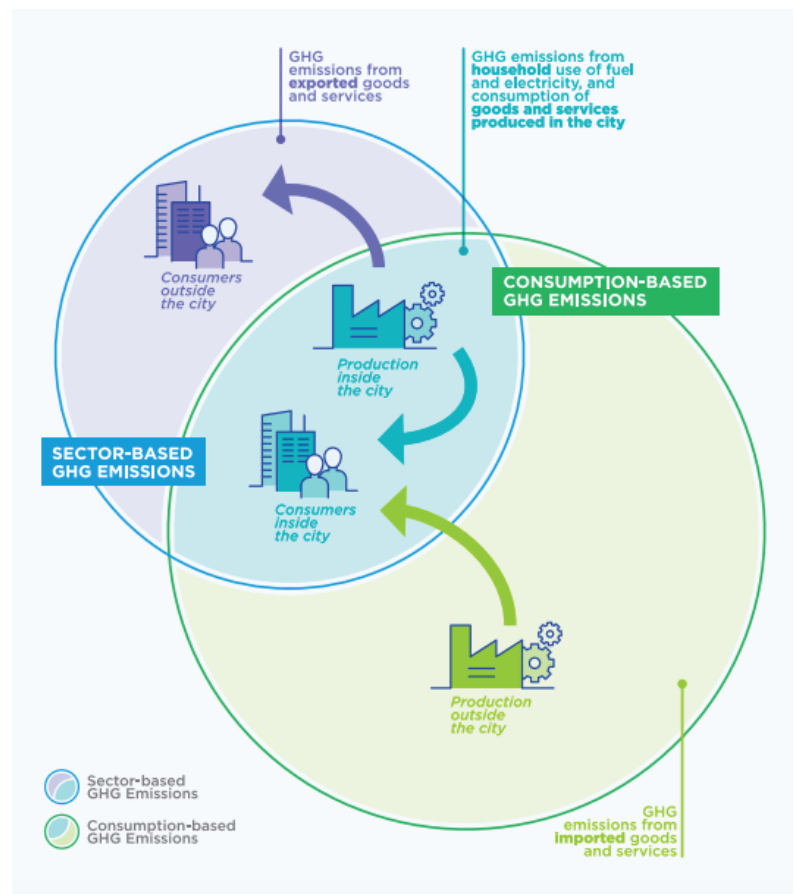 GHG
emissions from
exported goods
and services
GHG emissions from
household use of fuel
and electricity, and
consumption of
goods and services
produced in the city
Consumers
outside
the city
CONSUMPTION-BASED
GHG EMISSIONS
Production
inside
the city
SECTOR-BASED
GHG EMISSIONS
Consumers
inside
the city
Production
outside
the city
Sector-based
GHG Emissions
Consumption-based
GHG Emissions
GHG
emissions from
imported goods
and services